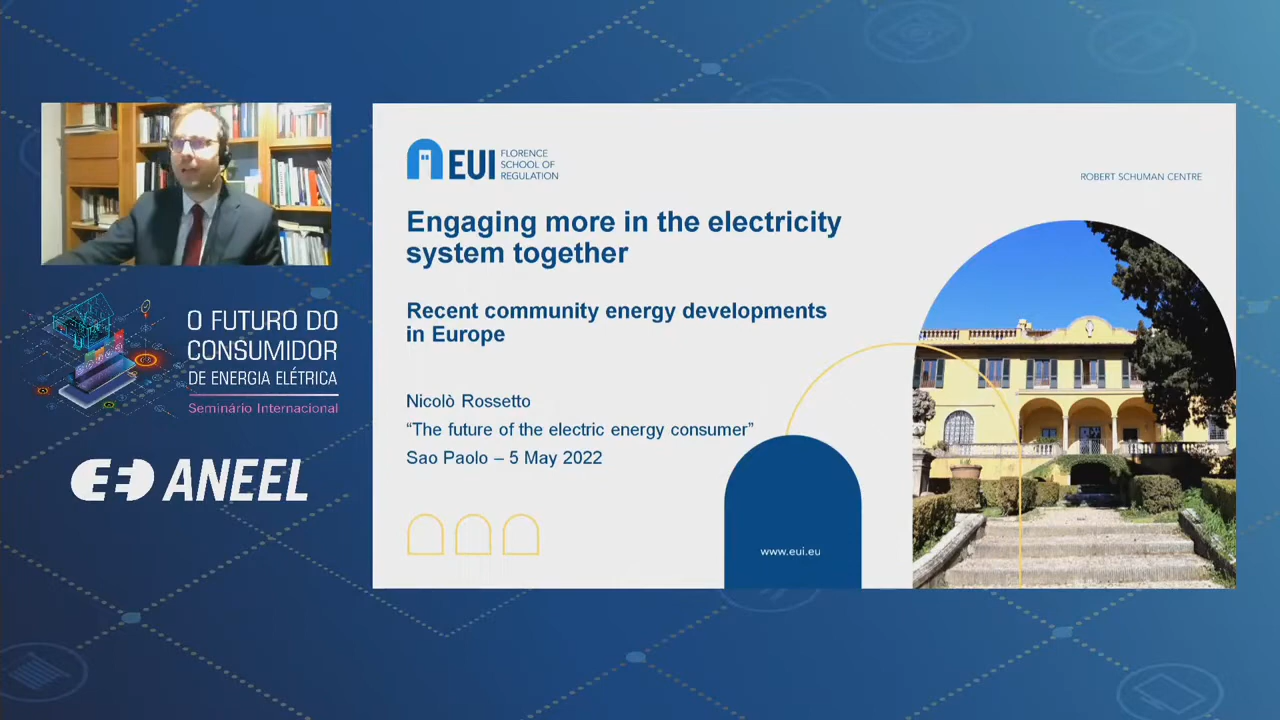 O FUTURO DO
CONSUMIDOR
DE ENERGIA ELÉTRICA
Seminário Internacional
ANEEL
EUI
FLORENCE
SCHOOL OF
REGULATION
ROBERT SCHUMAN CENTRE
Engaging more in the electricity
system together
Recent community energy developments
in Europe
Nicolò Rossetto
“The future of the electric energy consumer”
Sao Paolo – 5 May 2022
www.eui.eu